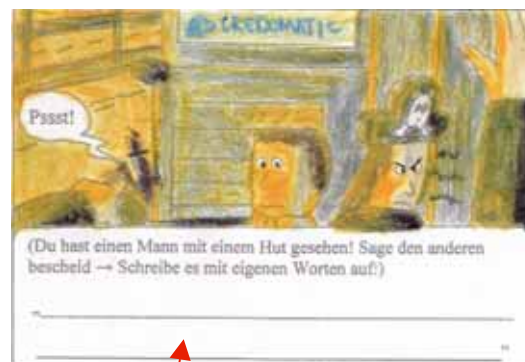 CREDOMATIC
Pssst!
(Du hast einen Mann mit einem Hut gesehen! Sage den anderen
bescheid → Schreibe es mit eigenen Worten auf:)
"
"